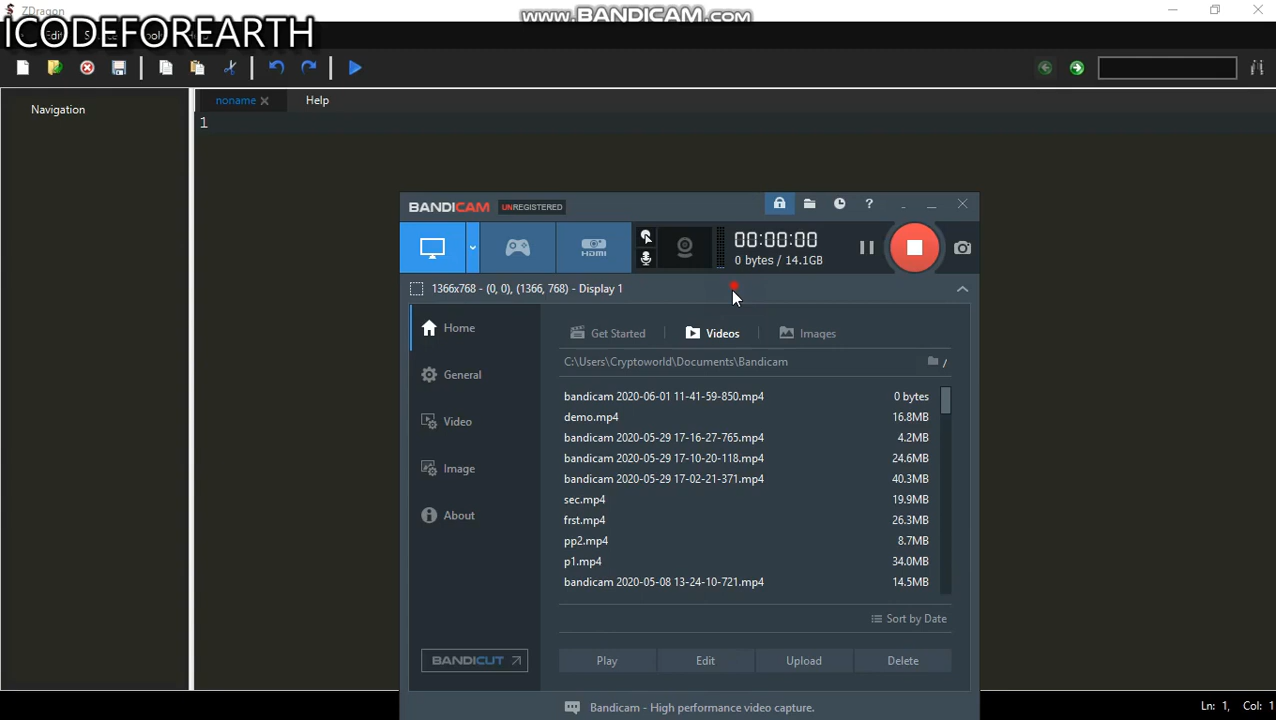 ZDragon
www.BANDICAM.com
ICODEFOREARTH
Navigation
noname
Help
1
BANDICAM UNREGISTERED
?
HDMI
00:00:00
0 bytes / 14.1GB
1366x768 - (0, 0), (1366, 768) - Display 1
Home
General
Video
Image
About
Get Started
Videos
Images
C:\Users\Cryptoworld\Documents\Bandicam
/
bandicam 2020-06-01 11-41-59-850.mp4 0 bytes
demo.mp4 16.8MB
bandicam 2020-05-29 17-16-27-765.mp4 4.2MB
bandicam 2020-05-29 17-10-20-118.mp4 24.6MB
bandicam 2020-05-29 17-02-21-371.mp4 40.3MB
sec.mp4 19.9MB
frst.mp4 26.3MB
pp2.mp4 8.7MB
p1.mp4 34.0MB
bandicam 2020-05-08 13-24-10-721.mp4 14.5MB
Sort by Date
BANDICUT
Play
Edit
Upload
Delete
Bandicam - High performance video capture.
Ln: 1, Col: 1